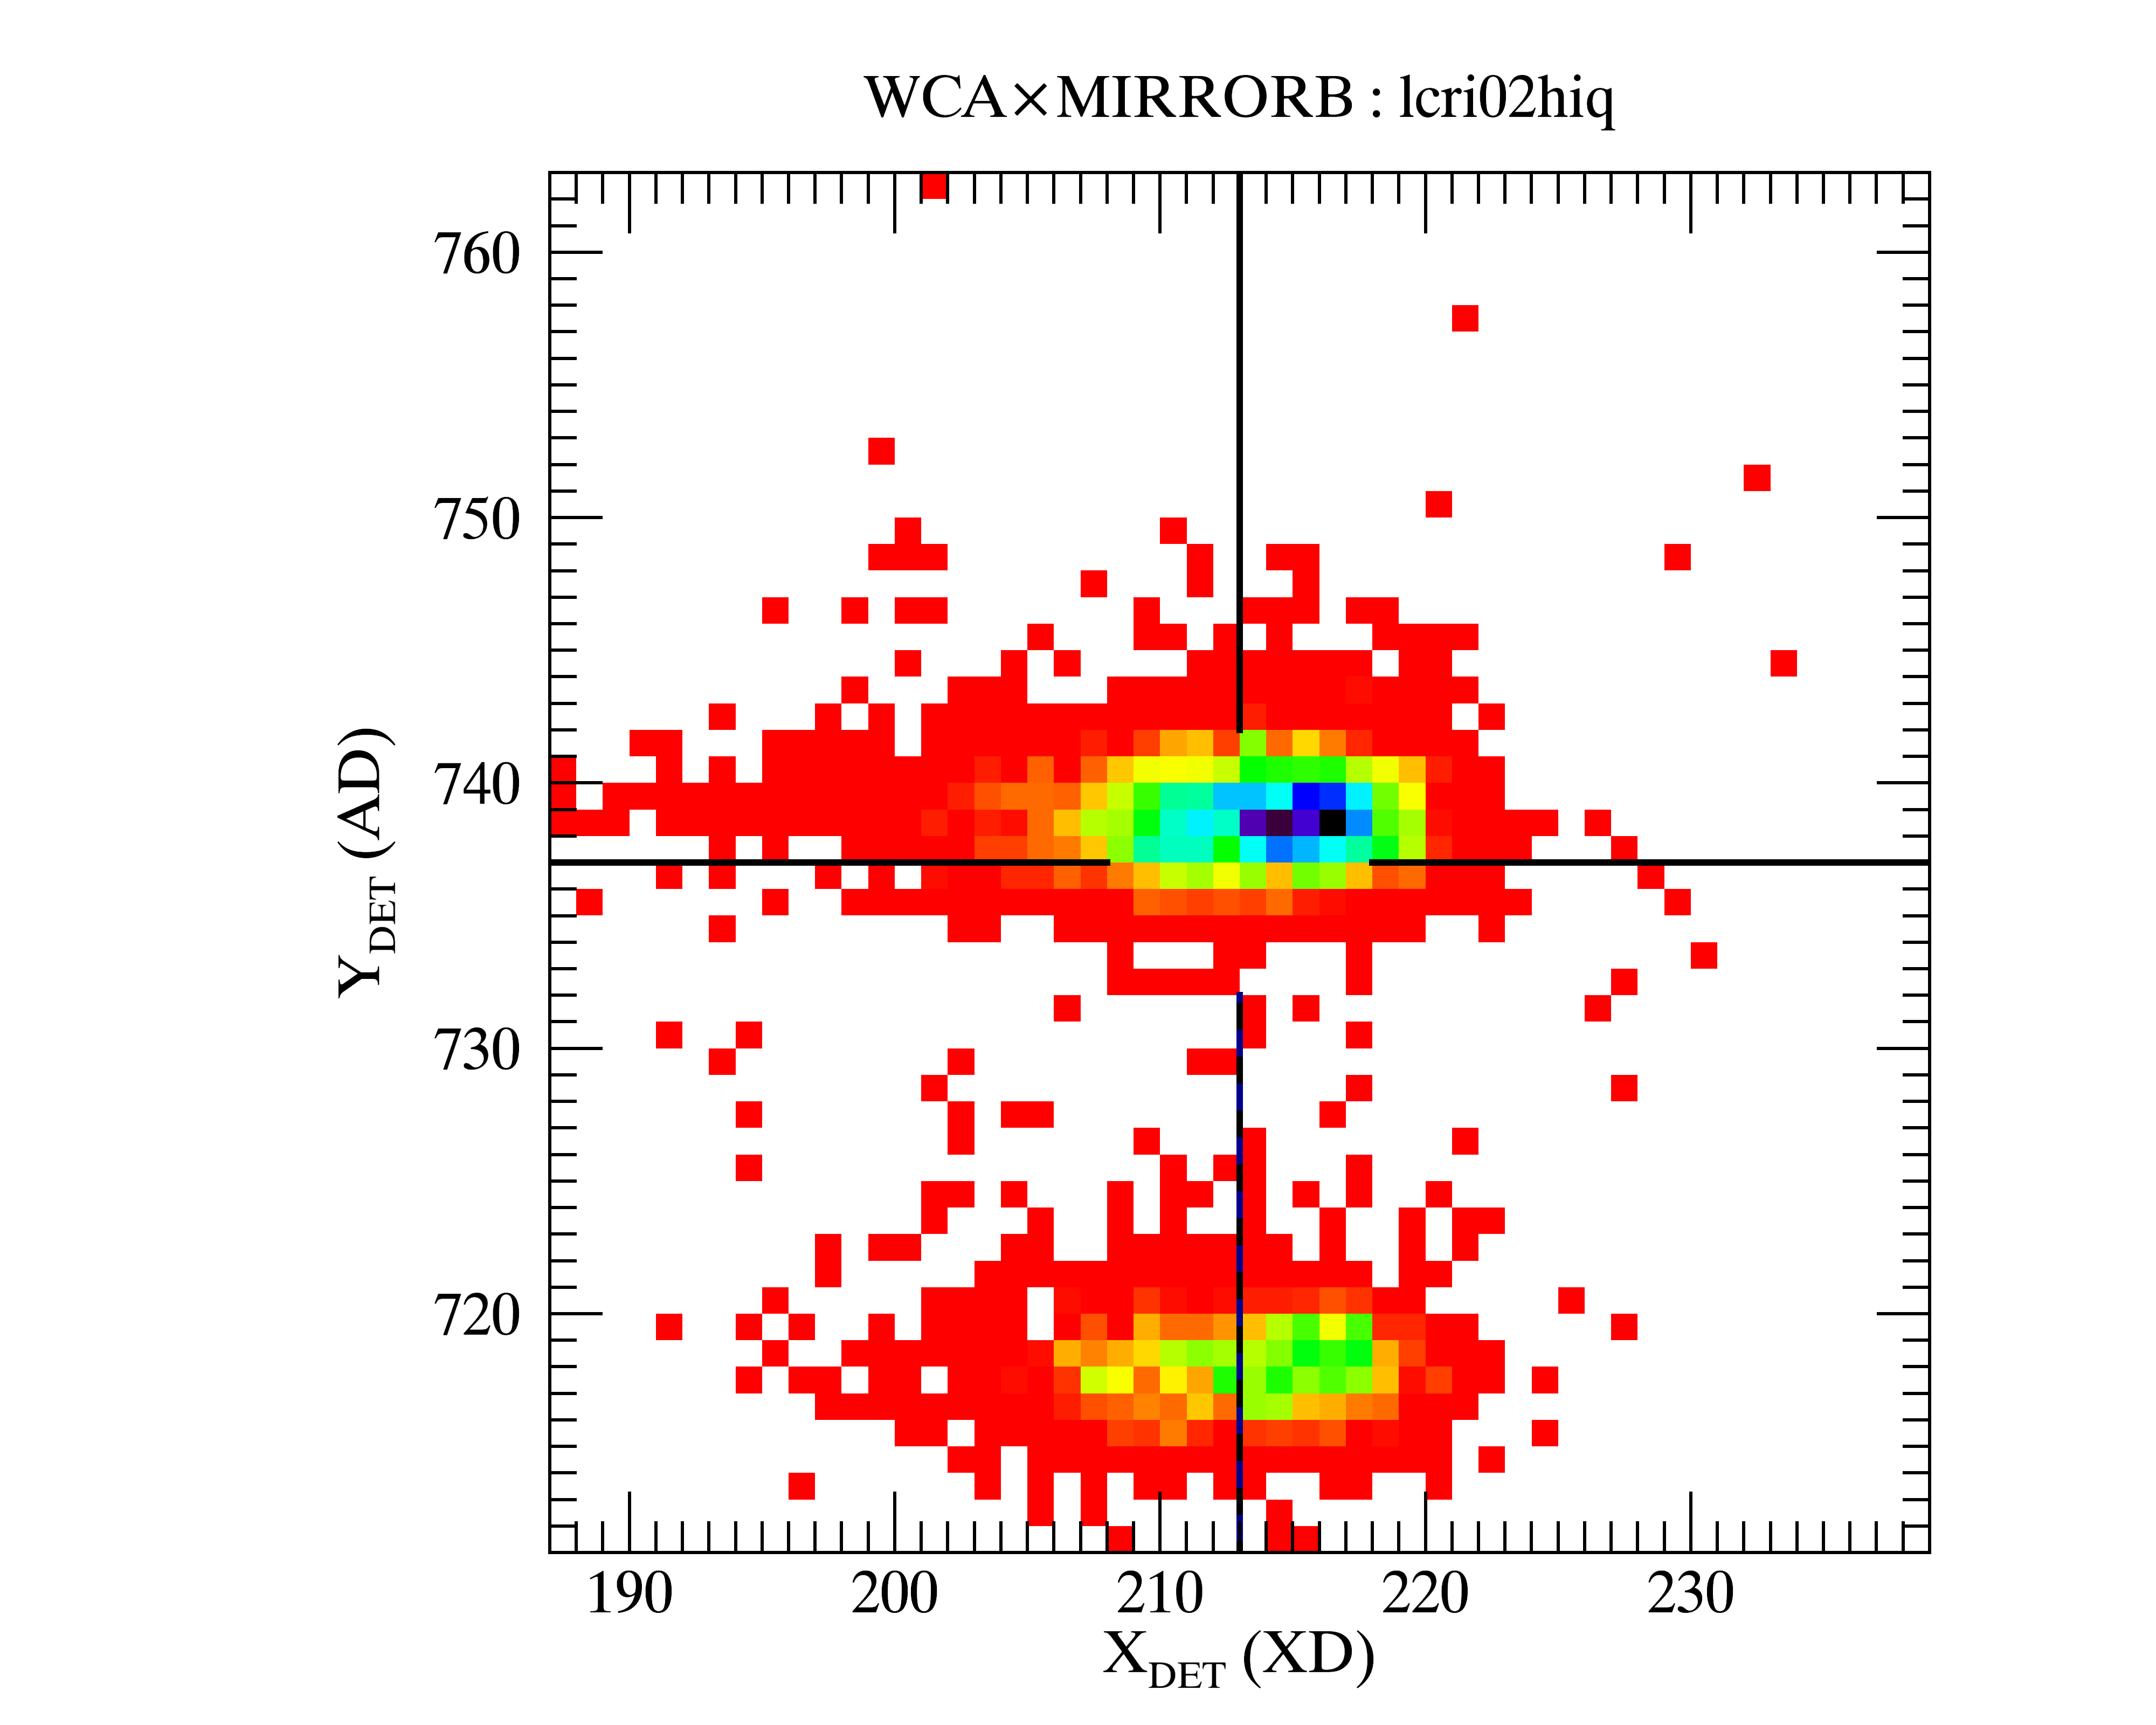 WCA×MIRRORB : lcri02hiq
760
750
740
730
720
Y_DET (AD)
190 200 210 220 230
X_DET (XD)